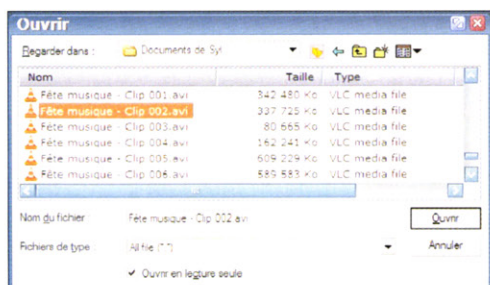 Ouvrir
Regarder dans : Documents de Syl
Nom Taille Type
Fête musique - Clip 001.avi 342 480 Ko VLC media file
Fête musique - Clip 002.avi 337 725 Ko VLC media file
Fête musique - Clip 003.avi 80 665 Ko VLC media file
Fête musique - Clip 004.avi 162 241 Ko VLC media file
Fête musique - Clip 005.avi 609 229 Ko VLC media file
Fête musique - Clip 006.avi 589 583 Ko VLC media file
Nom du fichier Fête musique - Clip 002.avi Ouvrir
Fichiers de type All file (*.*) Annuler
Ouvrir en lecture seule